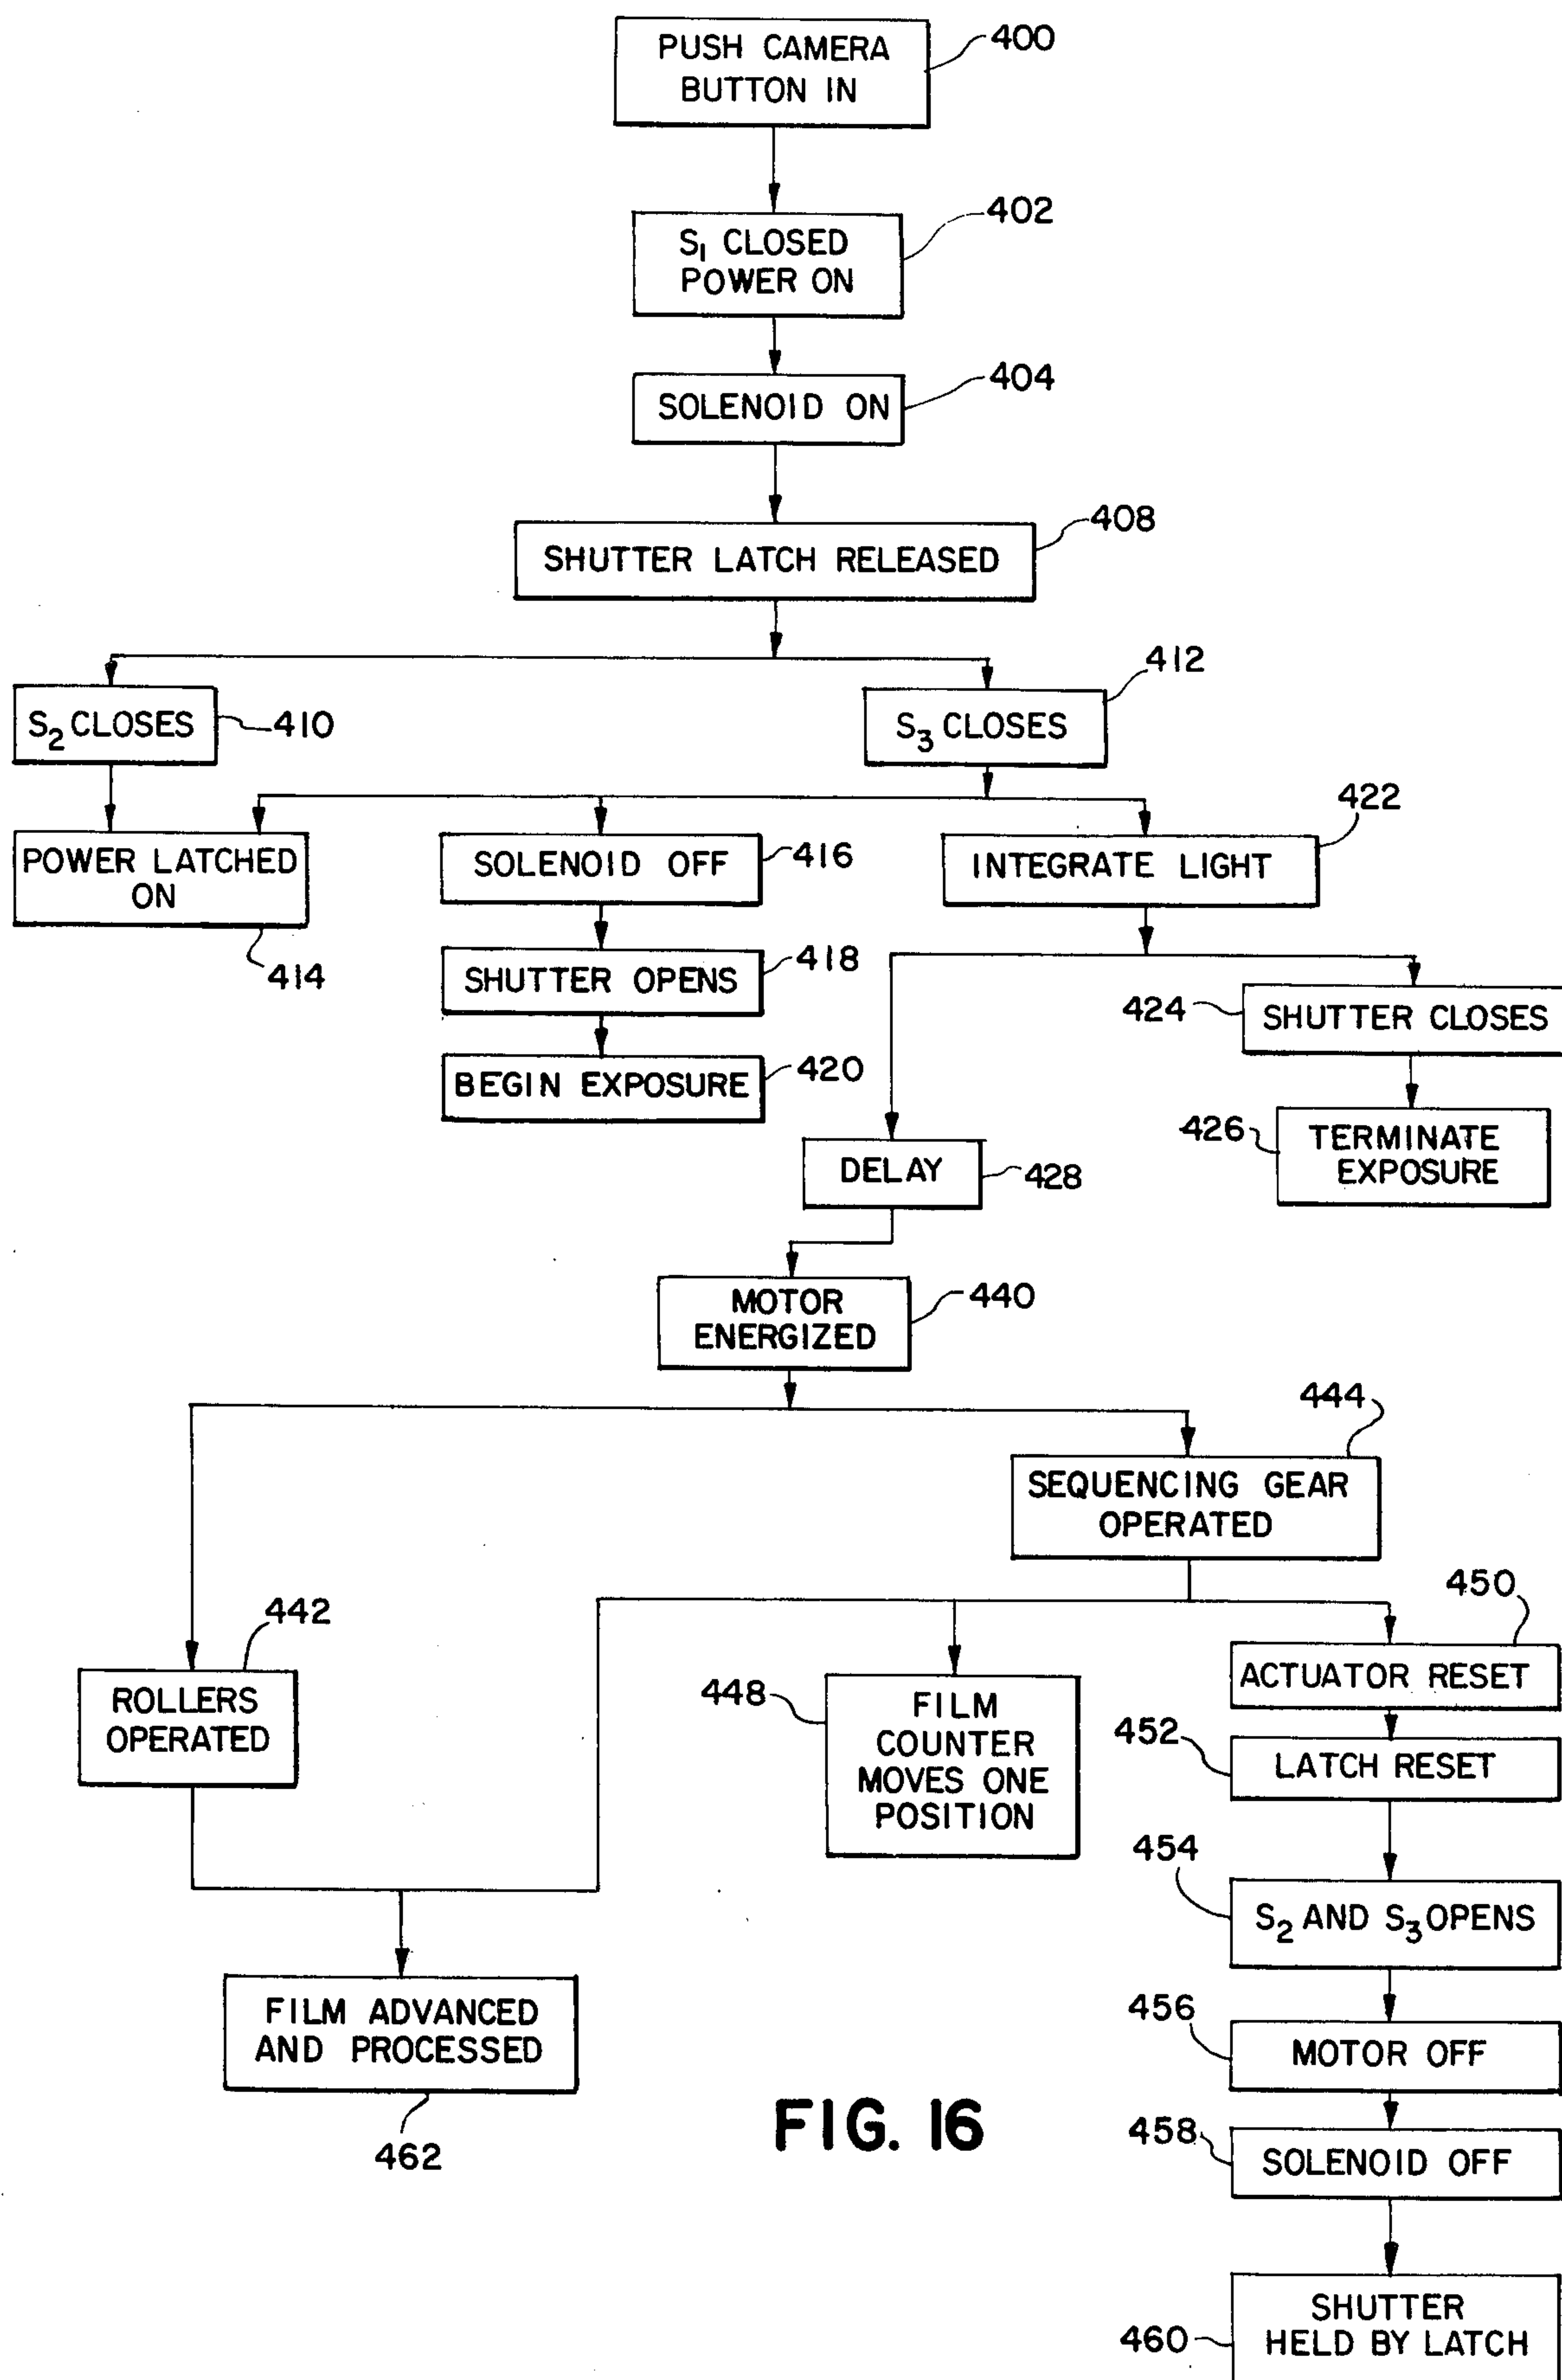 PUSH CAMERA
BUTTON IN
400
S1 CLOSED
POWER ON
402
SOLENOID ON
404
SHUTTER LATCH RELEASED
408
S2 CLOSES
410
S3 CLOSES
412
POWER LATCHED
ON
414
SOLENOID OFF
416
INTEGRATE LIGHT
422
SHUTTER OPENS
418
424
SHUTTER CLOSES
BEGIN EXPOSURE
420
426
TERMINATE
EXPOSURE
DELAY
428
MOTOR
ENERGIZED
440
444
SEQUENCING GEAR
OPERATED
442
ROLLERS
OPERATED
448
FILM
COUNTER
MOVES ONE
POSITION
450
ACTUATOR RESET
452
LATCH RESET
454
S2 AND S3 OPENS
456
MOTOR OFF
458
SOLENOID OFF
460
SHUTTER
HELD BY LATCH
FILM ADVANCED
AND PROCESSED
462
FIG. 16